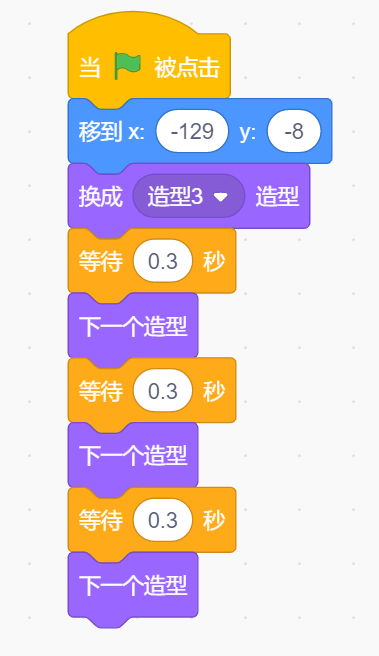 当 被点击
移到 x: -129 y: -8
换成 造型3 造型
等待 0.3 秒
下一个造型
等待 0.3 秒
下一个造型
等待 0.3 秒
下一个造型